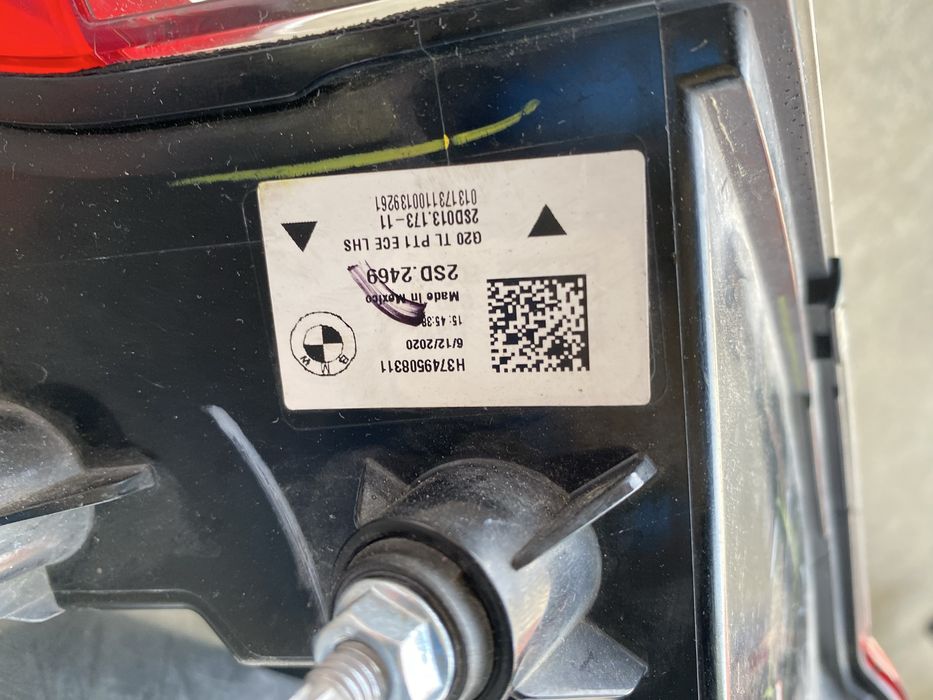 H3749508311
6/12/2020
15:45:38
Made in Mexico
2SD.2469
G20 TL PT1 ECE LHS
2SD013.173-11
0131731100139261
BMW